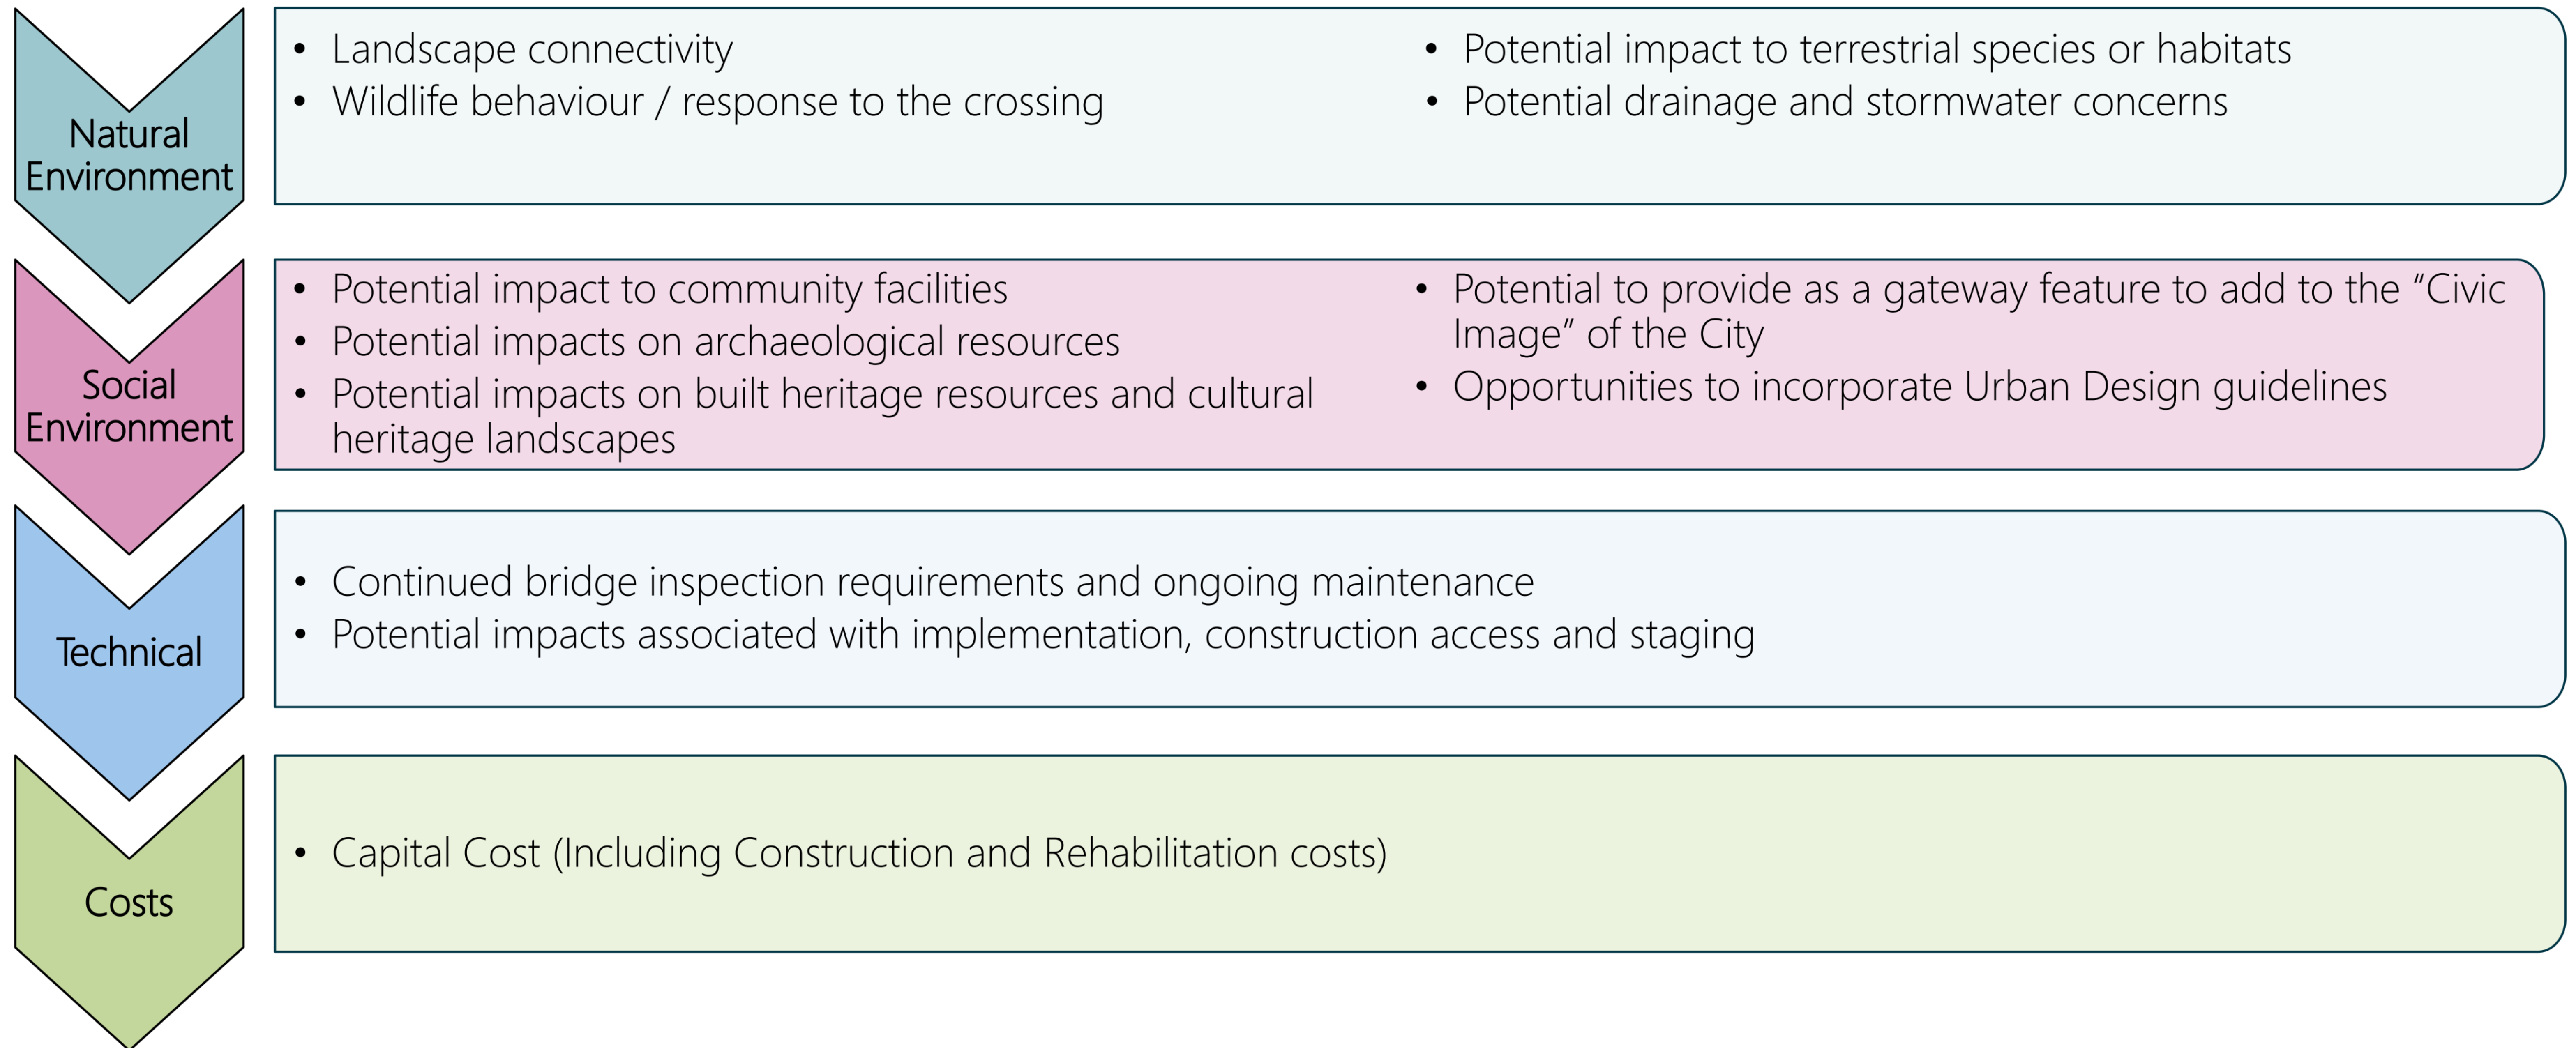 Natural
Environment
• Landscape connectivity
• Wildlife behaviour / response to the crossing
• Potential impact to terrestrial species or habitats
• Potential drainage and stormwater concerns
Social
Environment
• Potential impact to community facilities
• Potential impacts on archaeological resources
• Potential impacts on built heritage resources and cultural
heritage landscapes
• Potential to provide as a gateway feature to add to the “Civic
Image” of the City
• Opportunities to incorporate Urban Design guidelines
Technical
• Continued bridge inspection requirements and ongoing maintenance
• Potential impacts associated with implementation, construction access and staging
Costs
• Capital Cost (Including Construction and Rehabilitation costs)